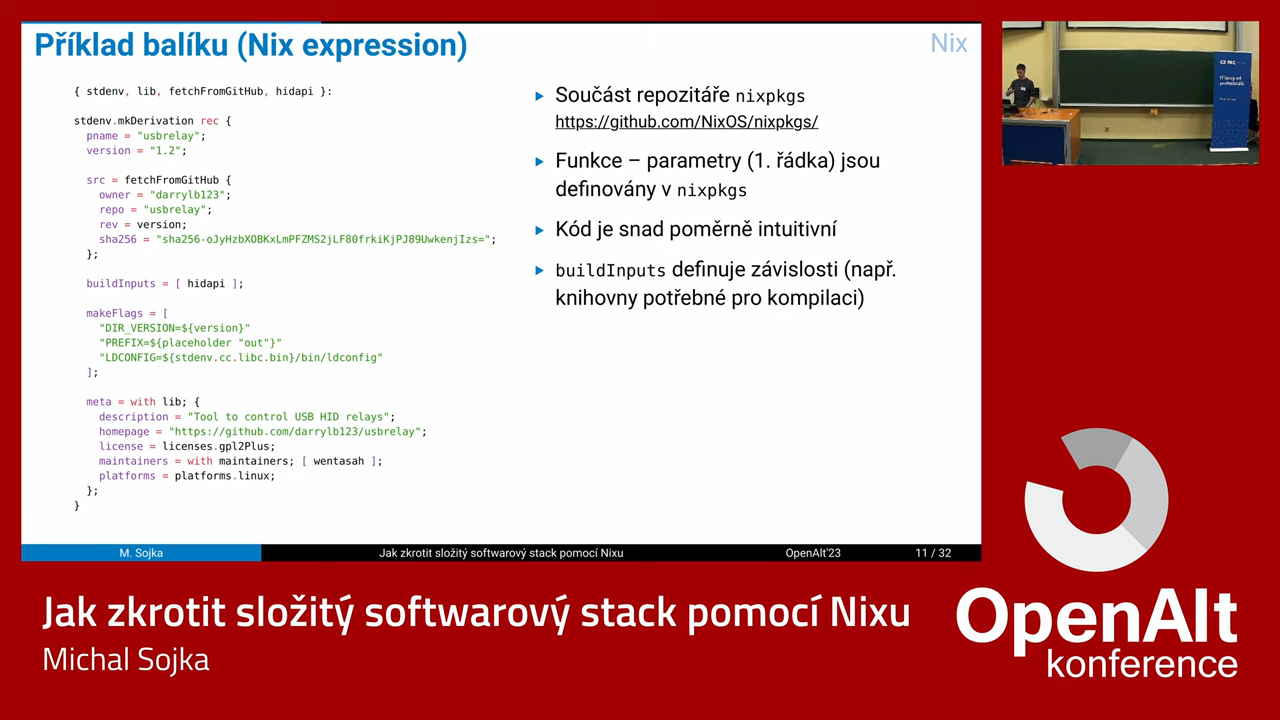 Příklad balíku (Nix expression)
Nix
{ stdenv, lib, fetchFromGitHub, hidapi }:
stdenv.mkDerivation rec {
pname = "usbrelay";
version = "1.2";
src = fetchFromGitHub {
owner = "darrylb123";
repo = "usbrelay";
rev = version;
sha256 = "sha256-oJyHzbXOBKxLmPFZMS2jLF80frkiKjPJ89UwkenjIzs=";
};
buildInputs = [ hidapi ];
makeFlags = [
"DIR_VERSION=${version}"
"PREFIX=${placeholder "out"}"
"LDCONFIG=${stdenv.cc.libc.bin}/bin/ldconfig"
];
meta = with lib; {
description = "Tool to control USB HID relays";
homepage = "https://github.com/darrylb123/usbrelay";
license = licenses.gpl2Plus;
maintainers = with maintainers; [ wentasah ];
platforms = platforms.linux;
};
}
Součást repozitáře nixpkgs
https://github.com/NixOS/nixpkgs/
Funkce – parametry (1. řádka) jsou
definovány v nixpkgs
Kód je snad poměrně intuitivní
buildInputs definuje závislosti (např.
knihovny potřebné pro kompilaci)
M. Sojka
Jak zkrotit složitý softwarový stack pomocí Nixu
OpenAlt'23
11 / 32
CZ NIC
Jak zkrotit složitý softwarový stack pomocí Nixu
Michal Sojka
OpenAlt
konference